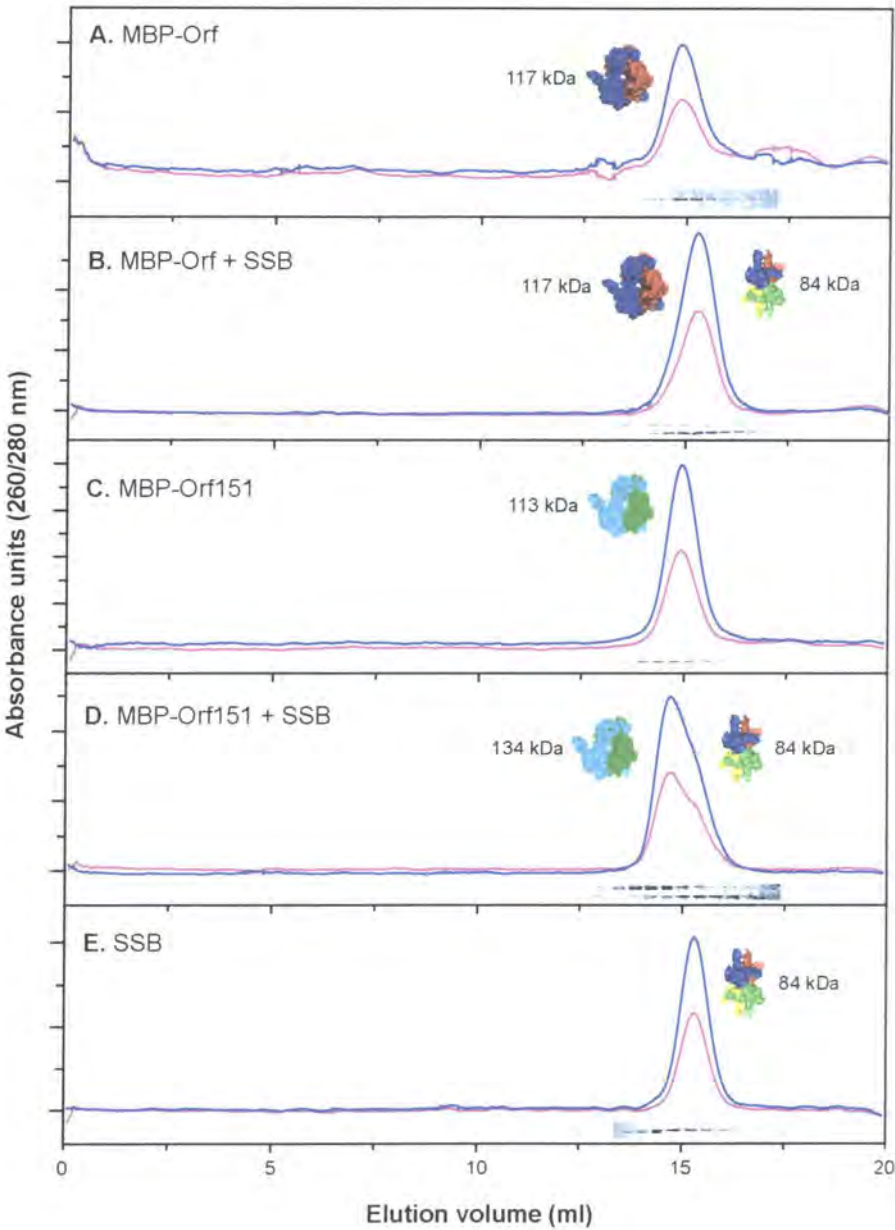 A. MBP-Orf
117 kDa
B. MBP-Orf + SSB
117 kDa
84 kDa
C. MBP-Orf151
113 kDa
D. MBP-Orf151 + SSB
134 kDa
84 kDa
E. SSB
84 kDa
Absorbance units (260/280 nm)
0
5
10
15
20
Elution volume (ml)